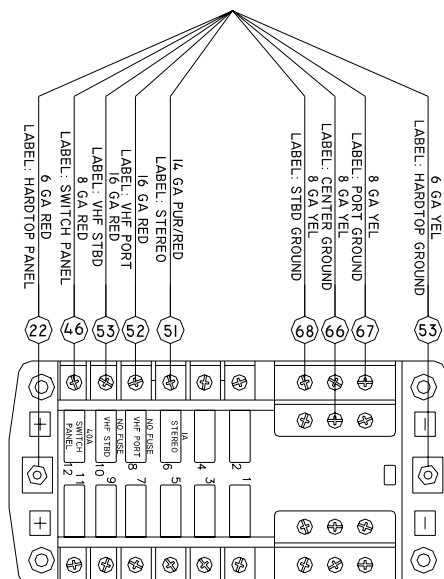 6 GA RED
LABEL: HARDTOP PANEL
8 GA RED
LABEL: SWITCH PANEL
16 GA RED
LABEL: VHF STBD
16 GA RED
LABEL: VHF PORT
14 GA PUR/RED
LABEL: STEREO
8 GA YEL
LABEL: STBD GROUND
8 GA YEL
LABEL: CENTER GROUND
8 GA YEL
LABEL: PORT GROUND
6 GA YEL
LABEL: HARDTOP GROUND
22
46
53
52
51
68
66
67
53
+
-
40A
SWITCH
PANEL
NO FUSE
VHF STBD
NO FUSE
VHF PORT
1A
STEREO
12
10
8
6
4
2
11
9
7
5
3
1
+
-